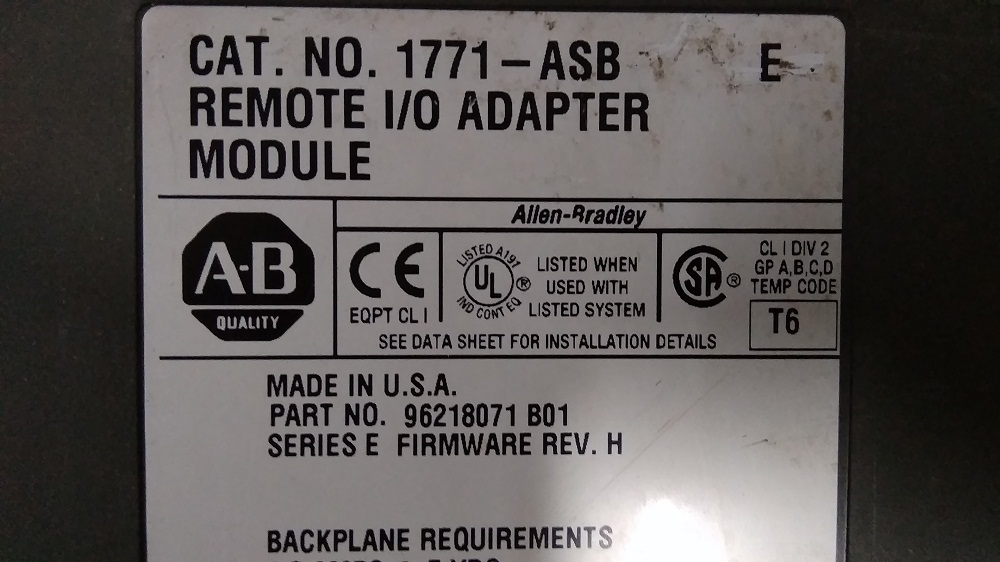 CAT. NO. 1771-ASB E
REMOTE I/O ADAPTER
MODULE
Allen-Bradley
A-B
QUALITY
CE
EQPT CL I
LISTED A197
UL ®
IND CONT EQ
LISTED WHEN
USED WITH
LISTED SYSTEM
SA ®
CL I DIV 2
GP A,B,C,D
TEMP CODE
T6
SEE DATA SHEET FOR INSTALLATION DETAILS
MADE IN U.S.A.
PART NO. 96218071 B01
SERIES E FIRMWARE REV. H
BACKPLANE REQUIREMENTS